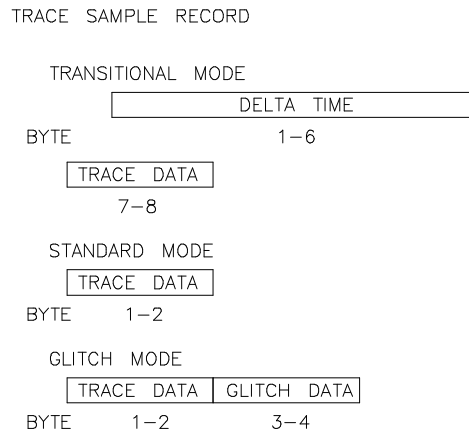 TRACE SAMPLE RECORD
TRANSITIONAL MODE
DELTA TIME
BYTE 1-6
TRACE DATA
7-8
STANDARD MODE
TRACE DATA
BYTE 1-2
GLITCH MODE
TRACE DATA GLITCH DATA
BYTE 1-2 3-4